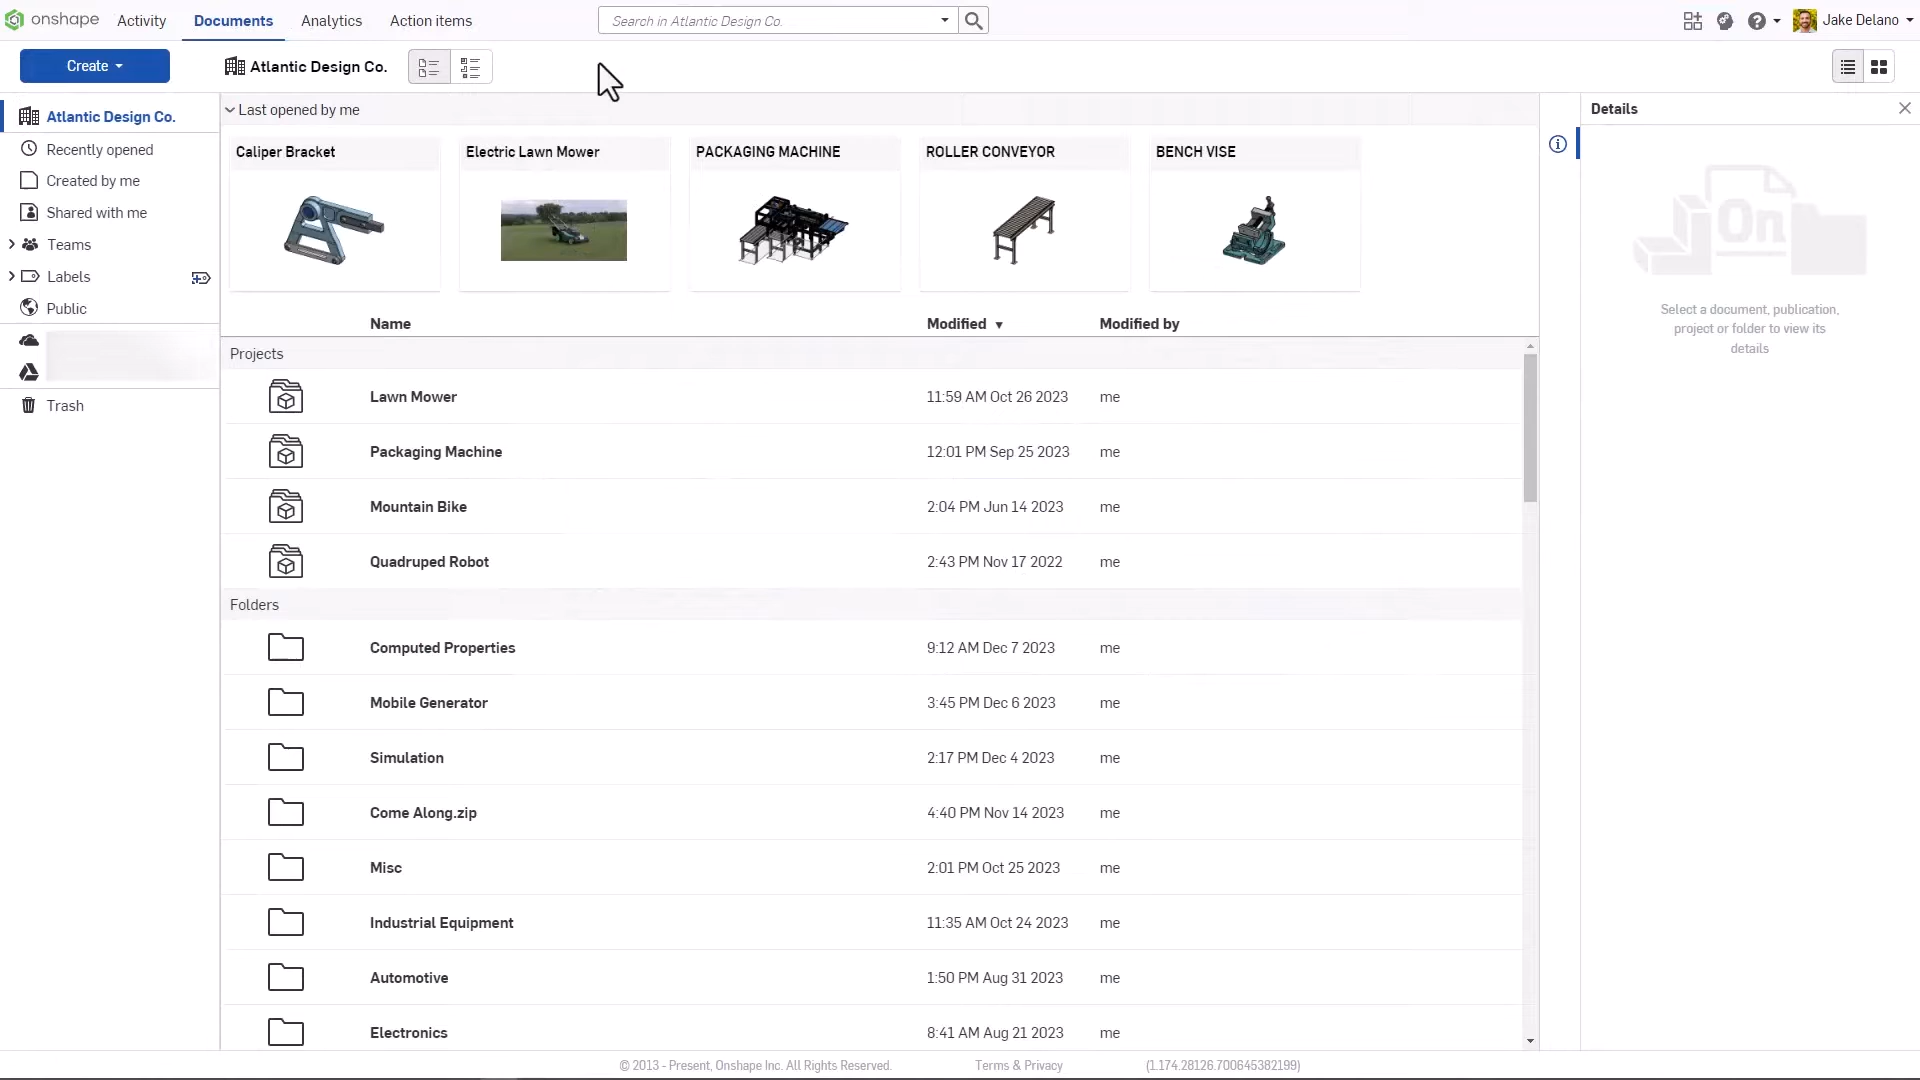 onshape Activity Documents Analytics Action items Search in Atlantic Design Co. Jake Delano
Create Atlantic Design Co.
Atlantic Design Co.
Recently opened
Created by me
Shared with me
Teams
Labels
Public
Trash
Last opened by me
Caliper Bracket Electric Lawn Mower PACKAGING MACHINE ROLLER CONVEYOR BENCH VISE
Name Modified Modified by
Projects
Lawn Mower 11:59 AM Oct 26 2023 me
Packaging Machine 12:01 PM Sep 25 2023 me
Mountain Bike 2:04 PM Jun 14 2023 me
Quadruped Robot 2:43 PM Nov 17 2022 me
Folders
Computed Properties 9:12 AM Dec 7 2023 me
Mobile Generator 3:45 PM Dec 6 2023 me
Simulation 2:17 PM Dec 4 2023 me
Come Along.zip 4:40 PM Nov 14 2023 me
Misc 2:01 PM Oct 25 2023 me
Industrial Equipment 11:35 AM Oct 24 2023 me
Automotive 1:50 PM Aug 31 2023 me
Electronics 8:41 AM Aug 21 2023 me
Details
On
Select a document, publication,
project or folder to view its
details
© 2013 - Present, Onshape Inc. All Rights Reserved. Terms & Privacy (1.174.28126.700645382199)